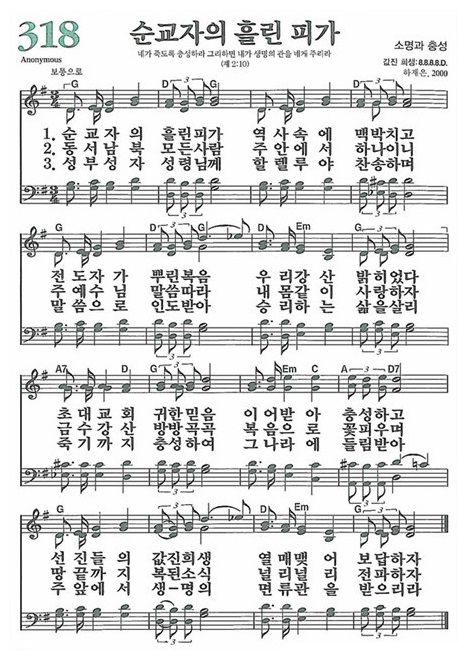 318
순교자의 흘린 피가
네가 죽도록 충성하라 그리하면 내가 생명의 관을 네게 주리라
(계 2:10)
소명과 충성
Anonymous
보통으로
값진 희생:8.8.8.8.D.
하재은, 2000
G D G
1. 순교자의 흘린피가 역사속에 맥박치고
2. 동서남북 모든사람 주안에서 하나이니
3. 성부성자 성령님께 할렐루야 찬송하며
G D G D Em G
전도자가 뿌린복음 우리강산 밝히었다
주예수님 말씀따라 내몸같이 사랑하자
말씀으로 인도받아 승리하는 삶을살리
A7 D G Em C A D7
초대교회 귀한믿음 이어받아 충성하고
금수강산 방방곡곡 복음으로 꽃피우며
죽기까지 충성하여 그나라에 들림받아
G D G D Em G
선진들의 값진희생 열매맺어 보답하자
땅끝까지 복된소식 널리널리 전파하자
주앞에서 생-명의 면류관을 받으리라